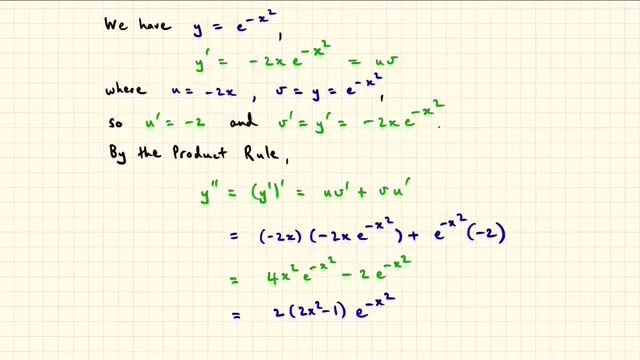 We have y = e^{-x^2},
y' = -2x e^{-x^2} = uv
where u = -2x , v = y = e^{-x^2},
so u' = -2 and v' = y' = -2x e^{-x^2}.
By the Product Rule,
y'' = (y')' = uv' + vu'
= (-2x)(-2x e^{-x^2}) + e^{-x^2}(-2)
= 4x^2 e^{-x^2} - 2 e^{-x^2}
= 2(2x^2-1) e^{-x^2}